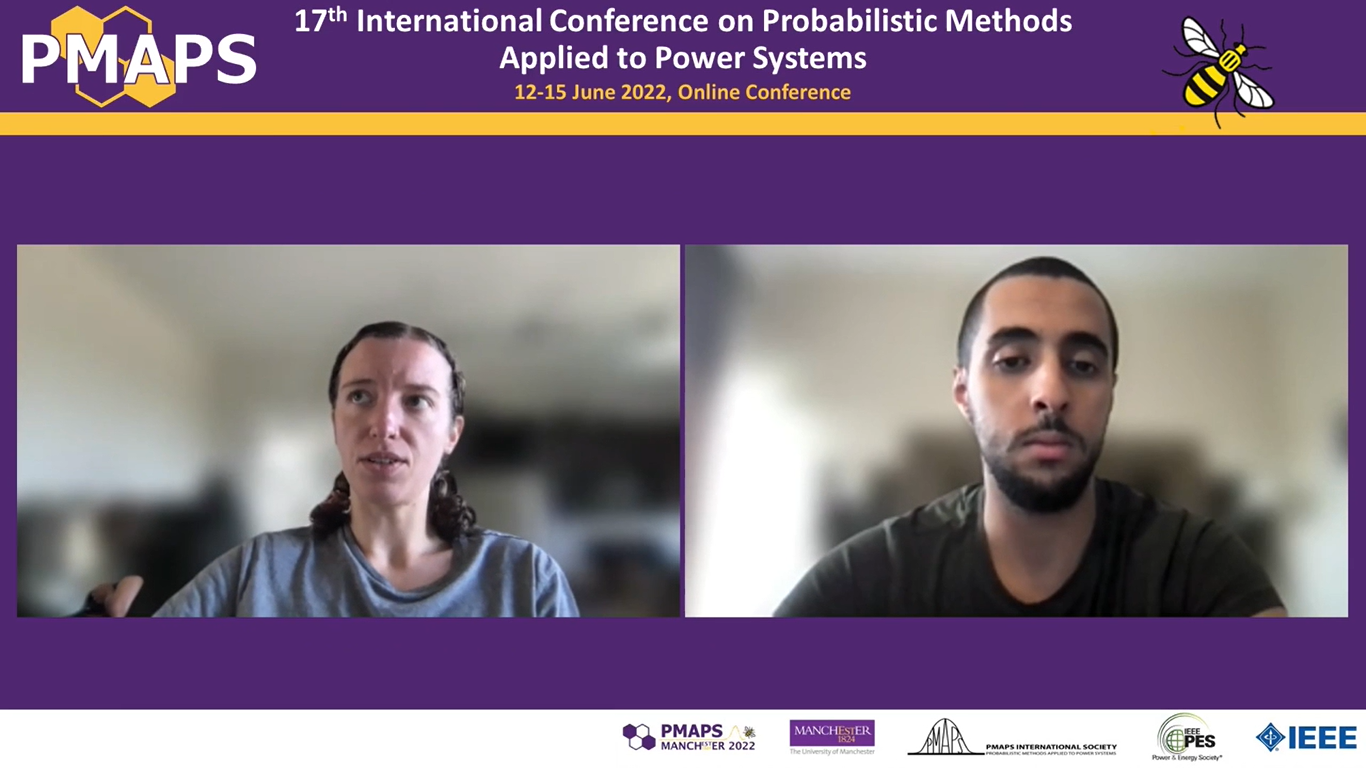 PMAPS
17th International Conference on Probabilistic Methods
Applied to Power Systems
12-15 June 2022, Online Conference
PMAPS
MANCHESTER 2022
MANCHESTER
1824
The University of Manchester
PMAPS
PMAPS INTERNATIONAL SOCIETY
PROBABILISTIC METHODS APPLIED TO POWER SYSTEMS
IEEE
PES
Power & Energy Society®
IEEE